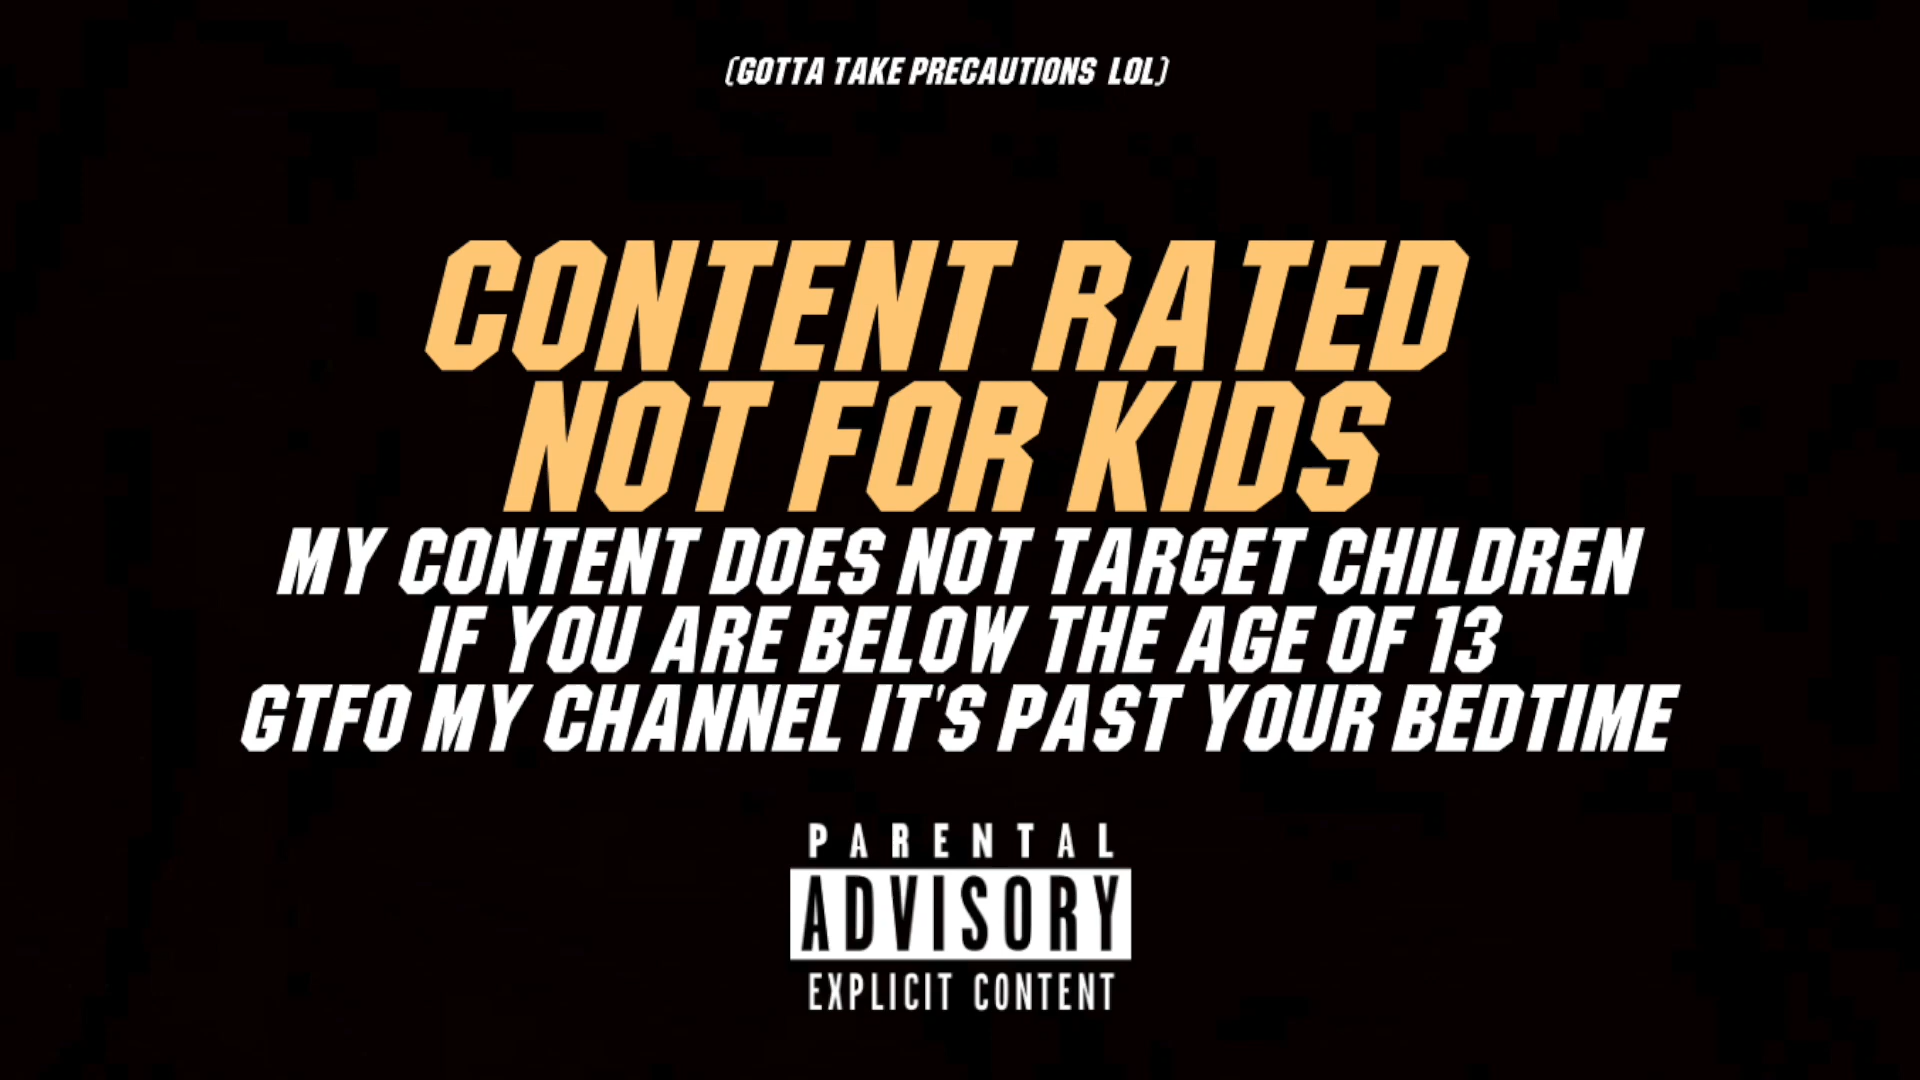 (GOTTA TAKE PRECAUTIONS LOL)
CONTENT RATED
NOT FOR KIDS
MY CONTENT DOES NOT TARGET CHILDREN
IF YOU ARE BELOW THE AGE OF 13
GTFO MY CHANNEL IT'S PAST YOUR BEDTIME
PARENTAL
ADVISORY
EXPLICIT CONTENT